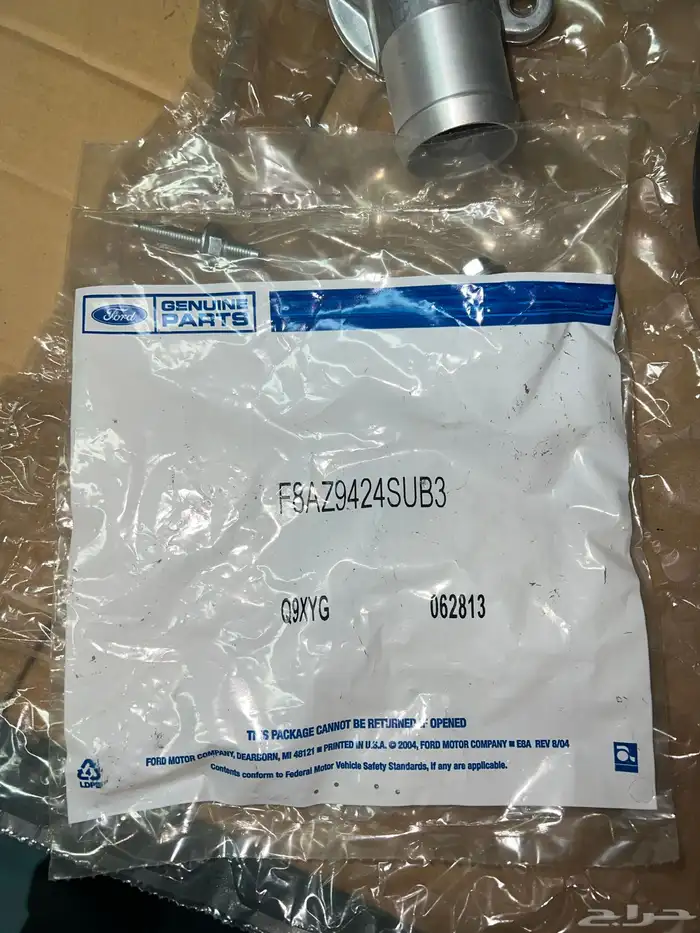 Ford GENUINE PARTS
F8AZ9424SUB3
Q9XYG 062813
THIS PACKAGE CANNOT BE RETURNED IF OPENED
FORD MOTOR COMPANY, DEARBORN, MI 48121 ■ PRINTED IN U.S.A. © 2004, FORD MOTOR COMPANY ■ E8A REV 8/04
Contents conform to Federal Motor Vehicle Safety Standards, if any are applicable.
LDPE
حراج